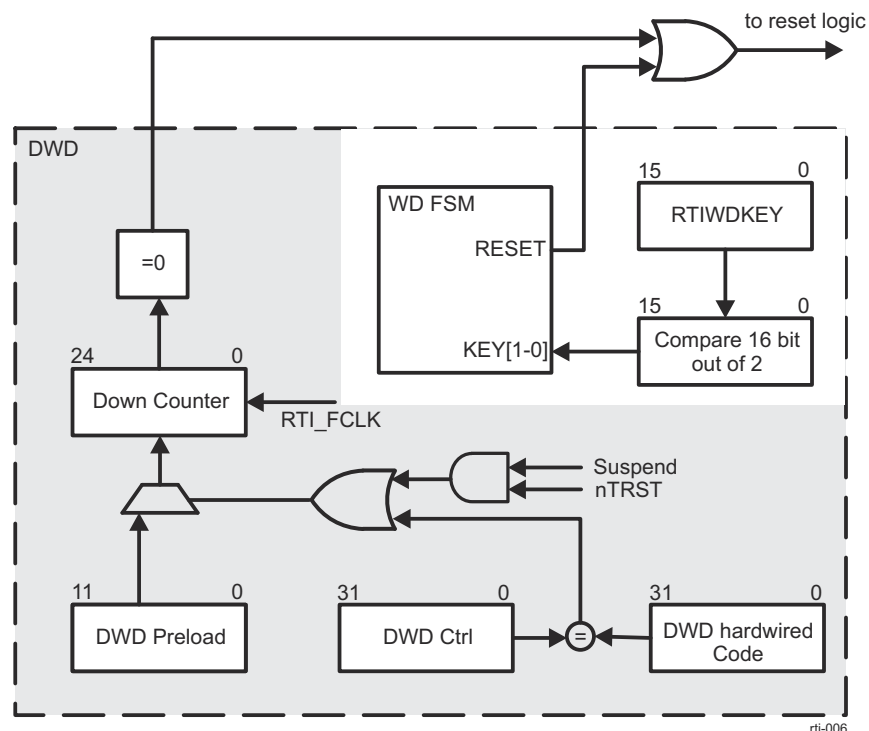 to reset logic
DWD
WD FSM
RESET
KEY[1-0]
15 0
RTIWDKEY
15 0
Compare 16 bit
out of 2
=0
24 0
Down Counter
RTI_FCLK
Suspend
nTRST
11 0
DWD Preload
31 0
DWD Ctrl
=
31 0
DWD hardwired
Code
rti-006